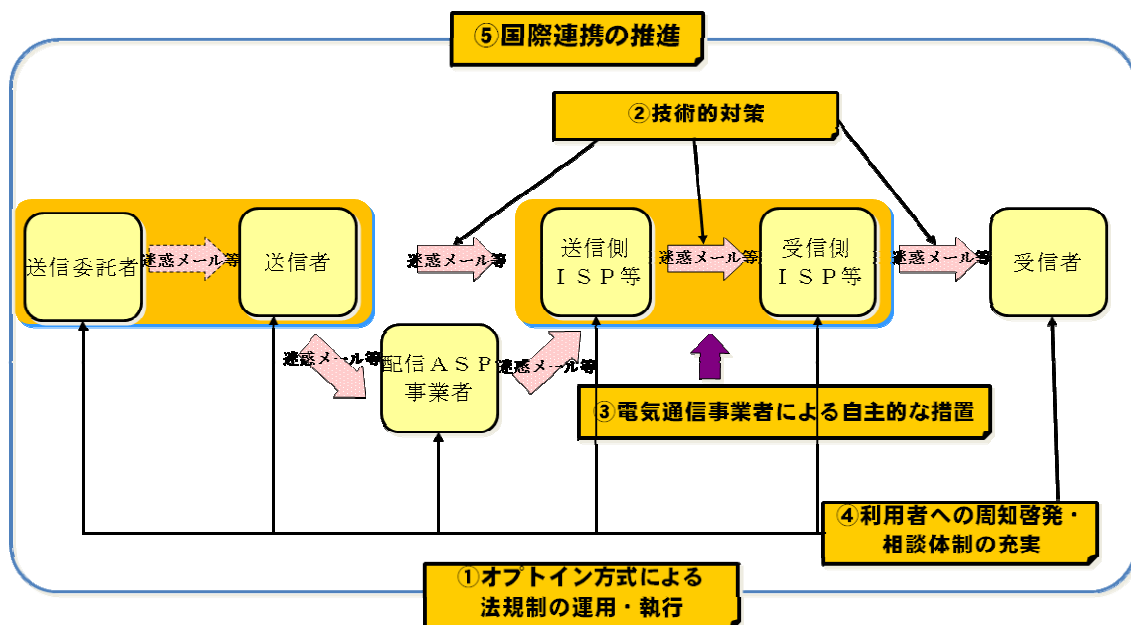 ⑤国際連携の推進
②技術的対策
送信委託者
迷惑メール等
送信者
迷惑メール等
送信側
ISP等
迷惑メール等
受信側
ISP等
迷惑メール等
受信者
迷惑メール等
配信ASP
事業者
迷惑メール等
③電気通信事業者による自主的な措置
④利用者への周知啓発・
相談体制の充実
①オプトイン方式による
法規制の運用・執行